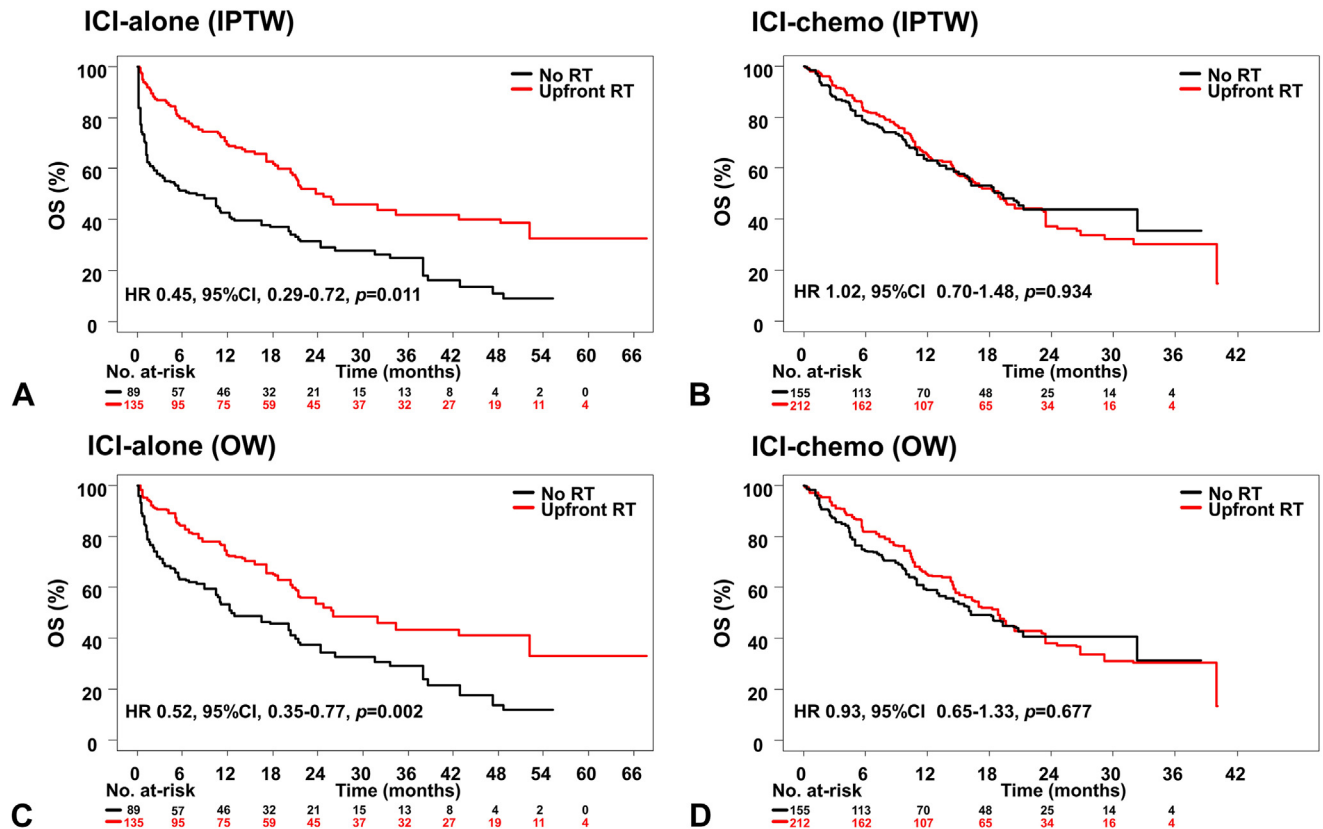 ICI-alone (IPTW)
No RT
Upfront RT
OS (%)
100
80
60
40
20
0
HR 0.45, 95%CI, 0.29-0.72, p=0.011
0 6 12 18 24 30 36 42 48 54 60 66
No. at-risk Time (months)
89 57 46 32 21 15 13 8 4 2 0
135 95 75 59 45 37 32 27 19 11 4
A
ICI-chemo (IPTW)
No RT
Upfront RT
OS (%)
100
80
60
40
20
0
HR 1.02, 95%CI 0.70-1.48, p=0.934
0 6 12 18 24 30 36 42
No. at-risk Time (months)
155 113 70 48 25 14 4
212 162 107 65 34 16 4
B
ICI-alone (OW)
No RT
Upfront RT
OS (%)
100
80
60
40
20
0
HR 0.52, 95%CI, 0.35-0.77, p=0.002
0 6 12 18 24 30 36 42 48 54 60 66
No. at-risk Time (months)
89 57 46 32 21 15 13 8 4 2 0
135 95 75 59 45 37 32 27 19 11 4
C
ICI-chemo (OW)
No RT
Upfront RT
OS (%)
100
80
60
40
20
0
HR 0.93, 95%CI 0.65-1.33, p=0.677
0 6 12 18 24 30 36 42
No. at-risk Time (months)
155 113 70 48 25 14 4
212 162 107 65 34 16 4
D